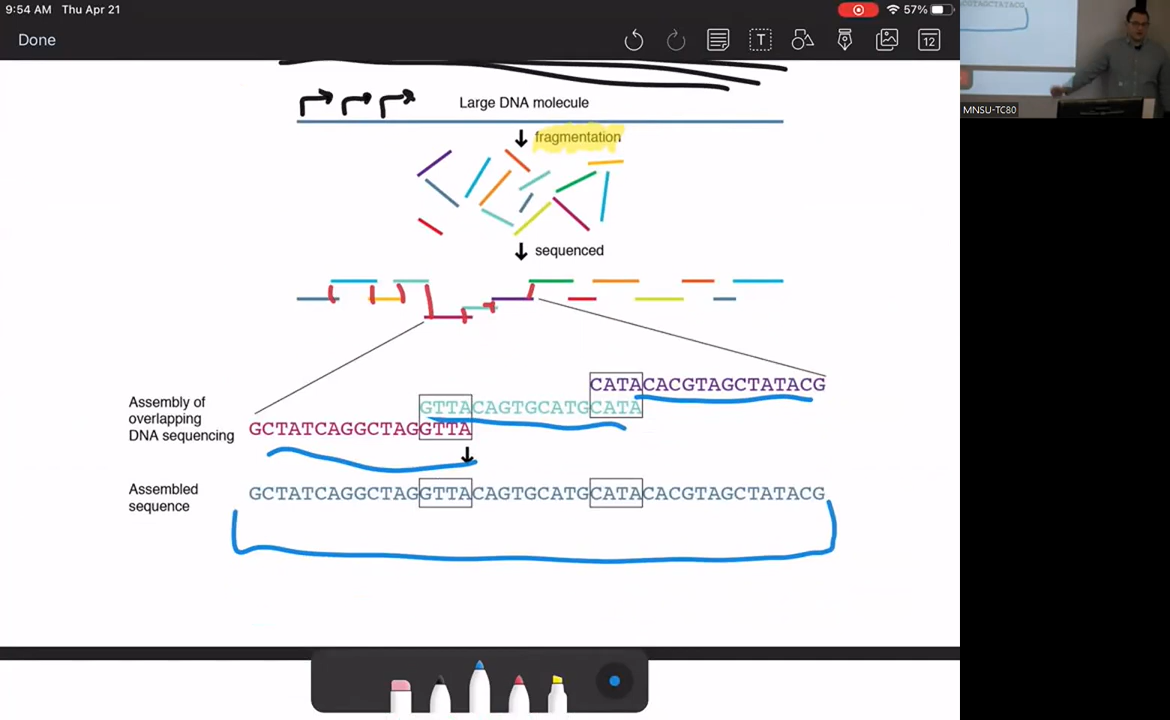 9:54 AM Thu Apr 21
57%
Done
T
12
MNSU-TC80
Large DNA molecule
fragmentation
sequenced
CATACACGTAGCTATACG
Assembly of
overlapping
DNA sequencing
GTTACAGTGCATGCATA
GCTATCAGGCTAGGTTA
Assembled
sequence
GCTATCAGGCTAGGTTACAGTGCATGCATACACGTAGCTATACG